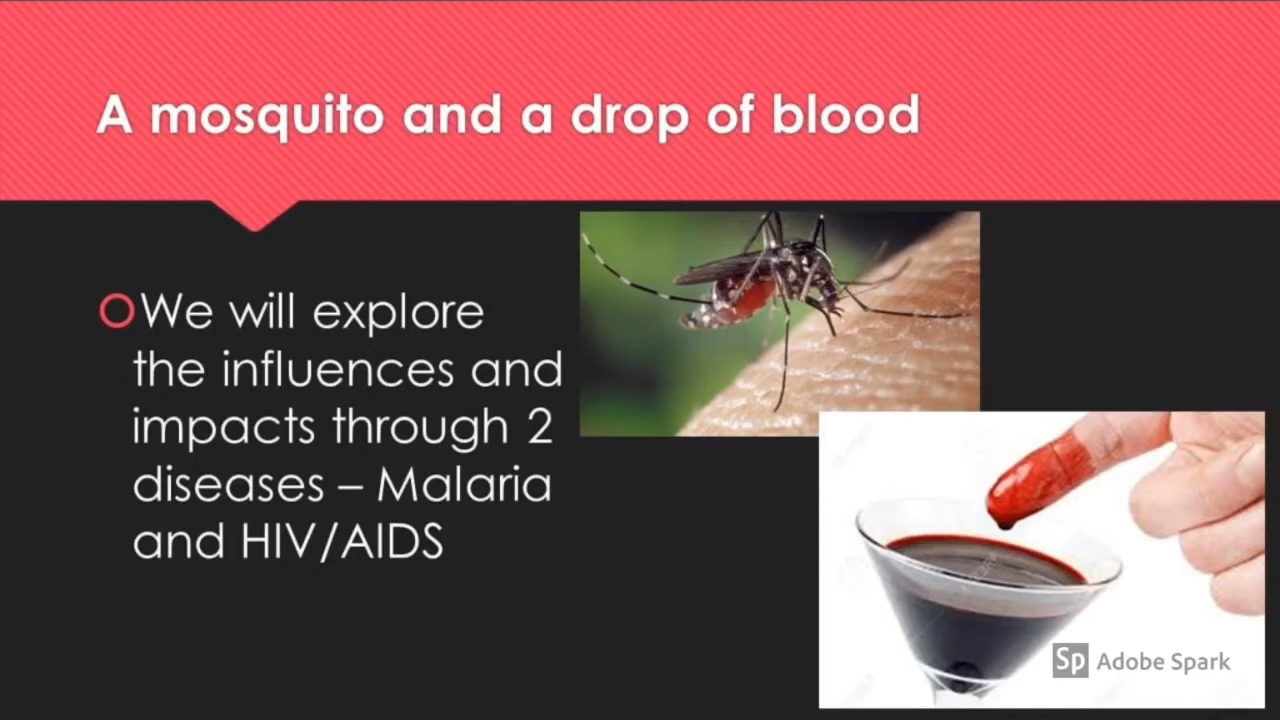 A mosquito and a drop of blood
We will explore
the influences and
impacts through 2
diseases – Malaria
and HIV/AIDS
Sp Adobe Spark